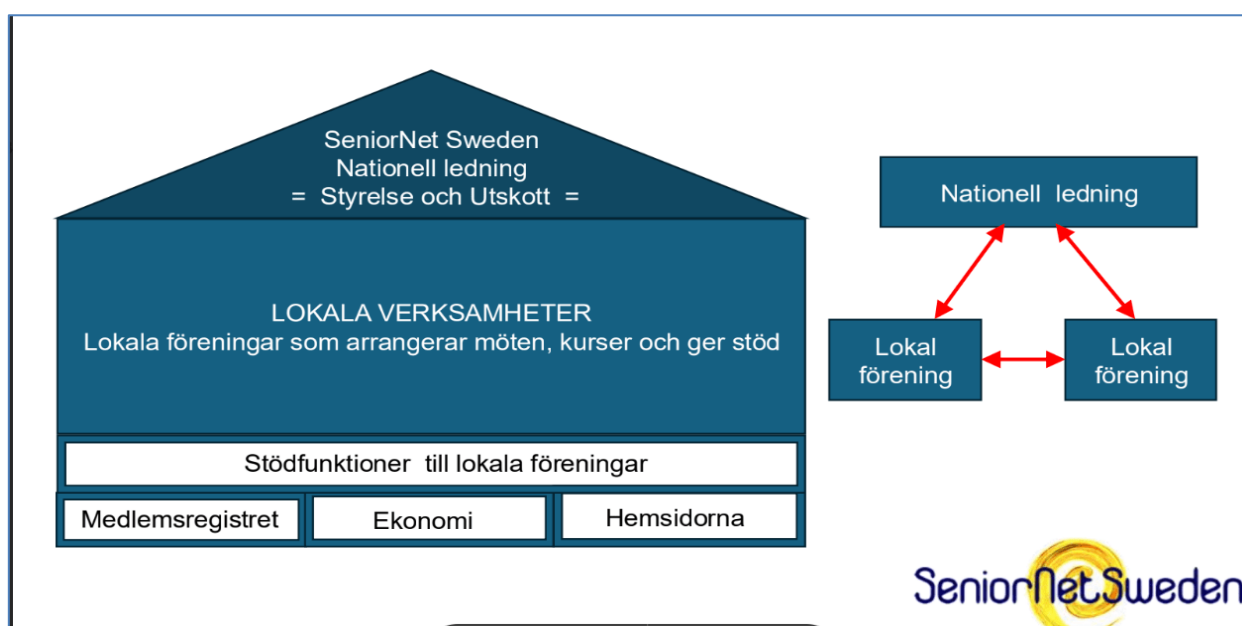 SeniorNet Sweden
Nationell ledning
= Styrelse och Utskott =
LOKALA VERKSAMHETER
Lokala föreningar som arrangerar möten, kurser och ger stöd
Stödfunktioner till lokala föreningar
Medlemsregistret
Ekonomi
Hemsidorna
Nationell ledning
Lokal
förening
Lokal
förening
SeniorNetSweden